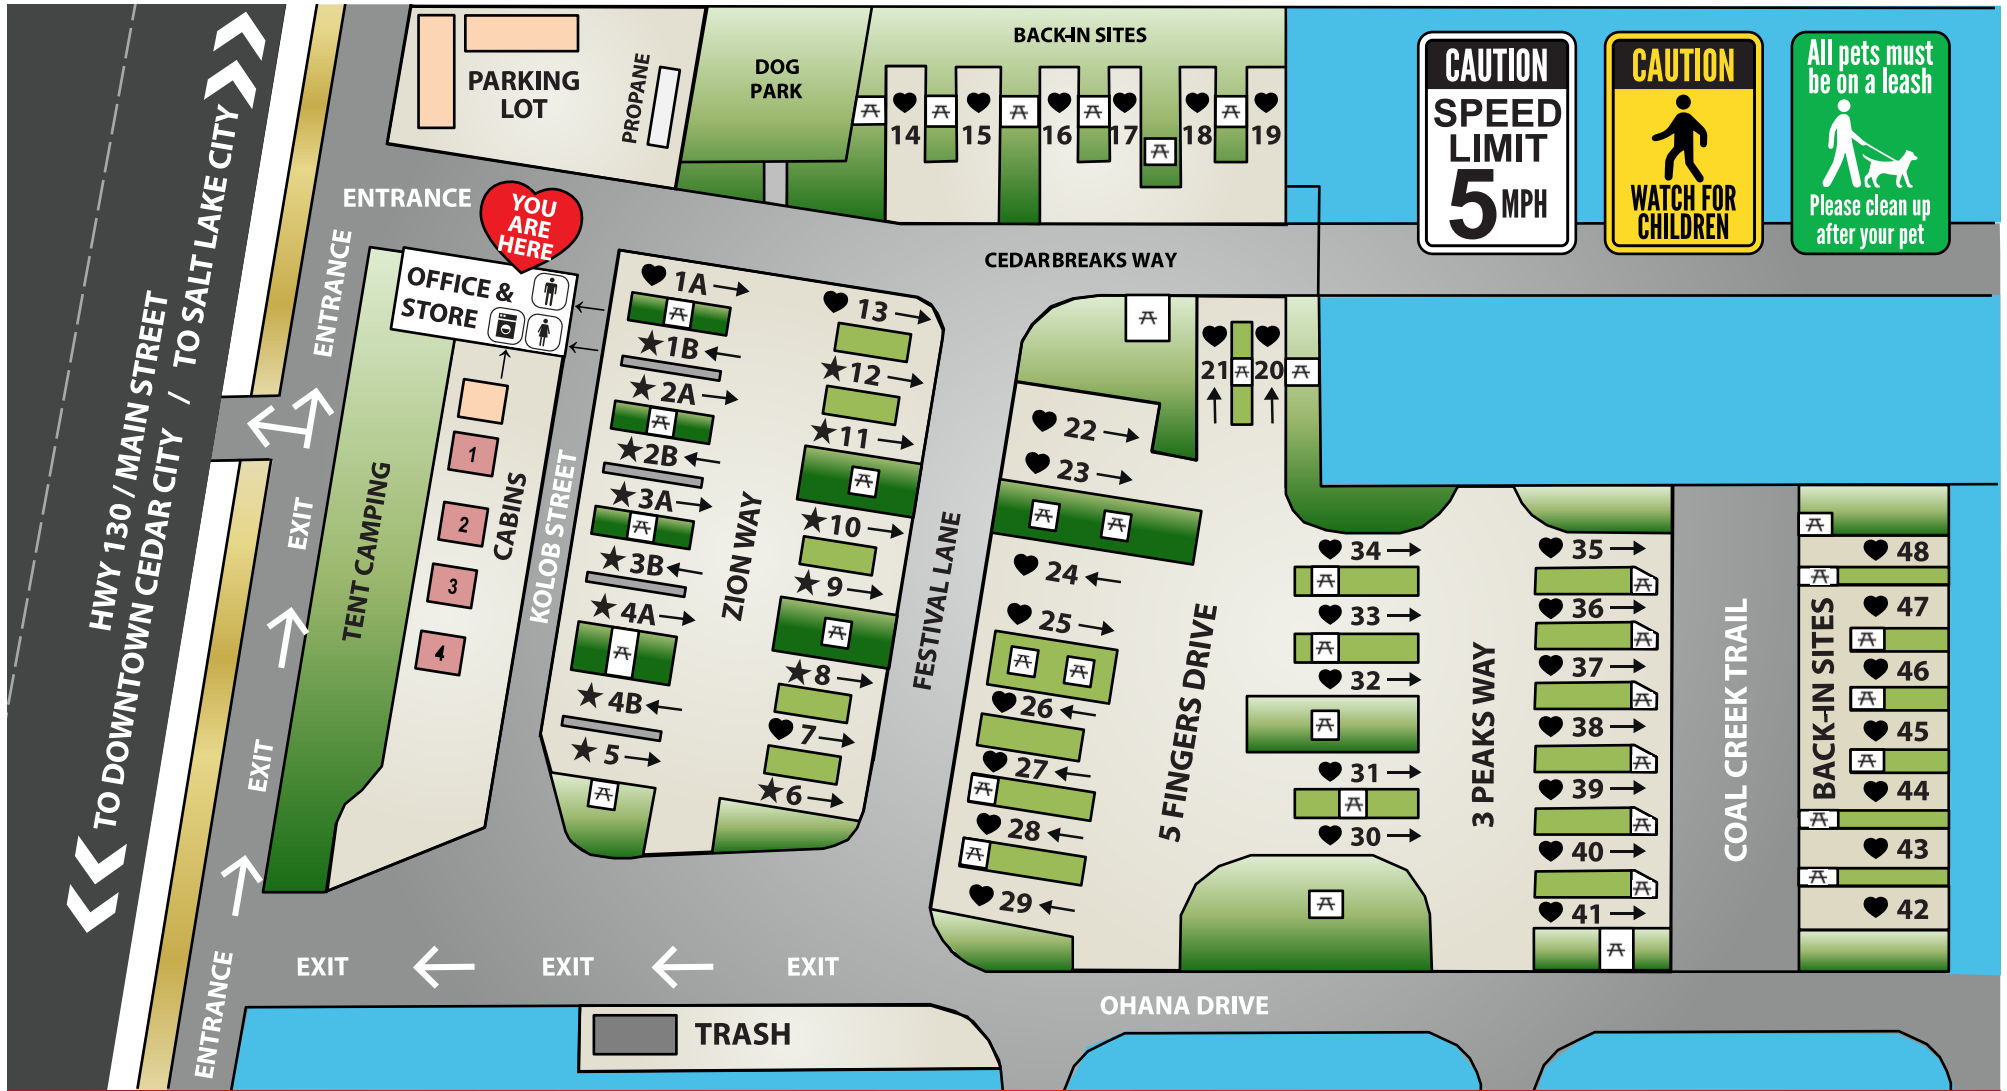 HWY 130 / MAIN STREET
TO DOWNTOWN CEDAR CITY / TO SALT LAKE CITY
PARKING
LOT
PROPANE
DOG
PARK
BACK-IN SITES
14
15
16
17
18
19
CAUTION
SPEED
LIMIT
5 MPH
CAUTION
WATCH FOR
CHILDREN
All pets must
be on a leash
Please clean up
after your pet
ENTRANCE
YOU
ARE
HERE
ENTRANCE
OFFICE &
STORE
CEDARBREAKS WAY
EXIT
EXIT
ENTRANCE
TENT CAMPING
CABINS
1
2
3
4
KOLOB STREET
1A
1B
2A
2B
3A
3B
4A
4B
5
ZION WAY
13
12
11
10
9
8
7
6
FESTIVAL LANE
21
20
22
23
24
25
26
27
28
29
5 FINGERS DRIVE
34
33
32
31
30
3 PEAKS WAY
35
36
37
38
39
40
41
COAL CREEK TRAIL
BACK-IN SITES
48
47
46
45
44
43
42
EXIT
EXIT
EXIT
OHANA DRIVE
TRASH